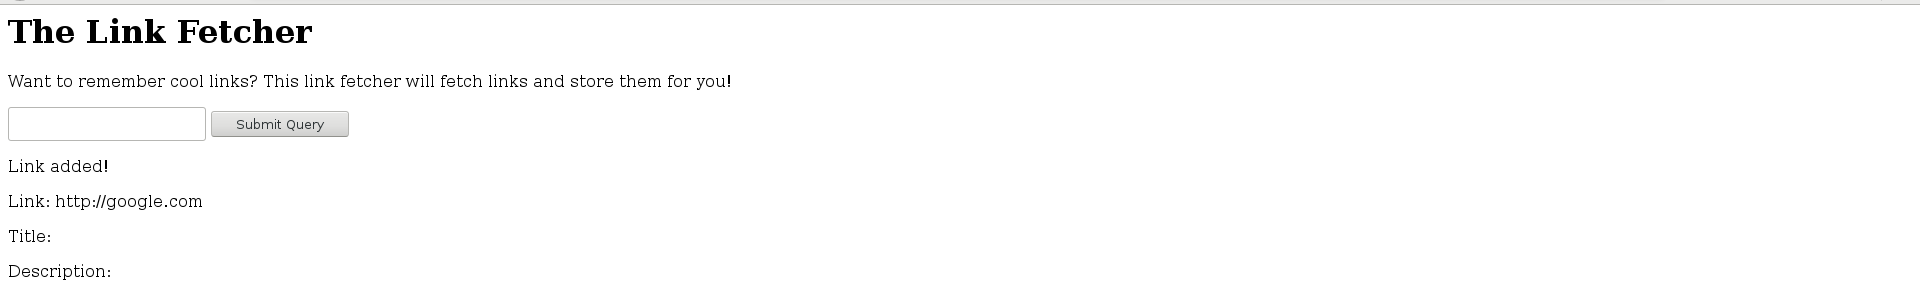 The Link Fetcher
Want to remember cool links? This link fetcher will fetch links and store them for you!
Submit Query
Link added!
Link: http://google.com
Title:
Description: